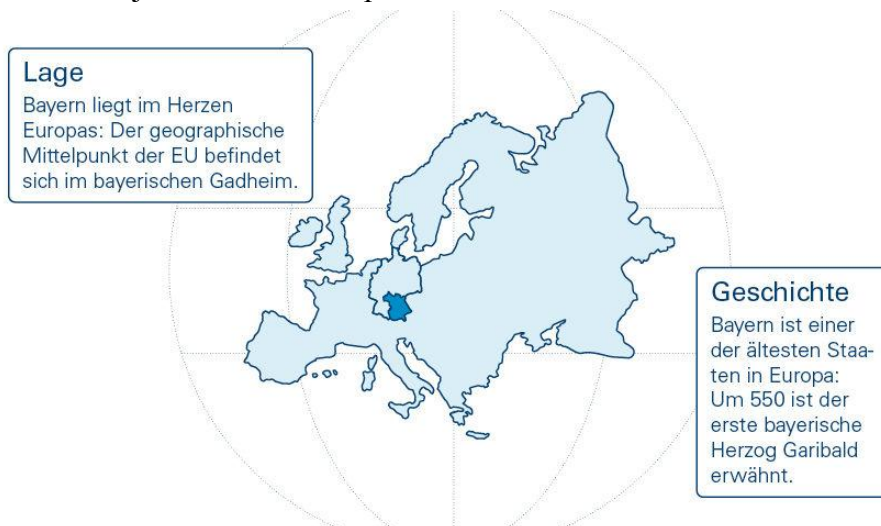 Lage
Bayern liegt im Herzen
Europas: Der geographische
Mittelpunkt der EU befindet
sich im bayerischen Gadheim.
Geschichte
Bayern ist einer
der ältesten Staa-
ten in Europa:
Um 550 ist der
erste bayerische
Herzog Garibald
erwähnt.